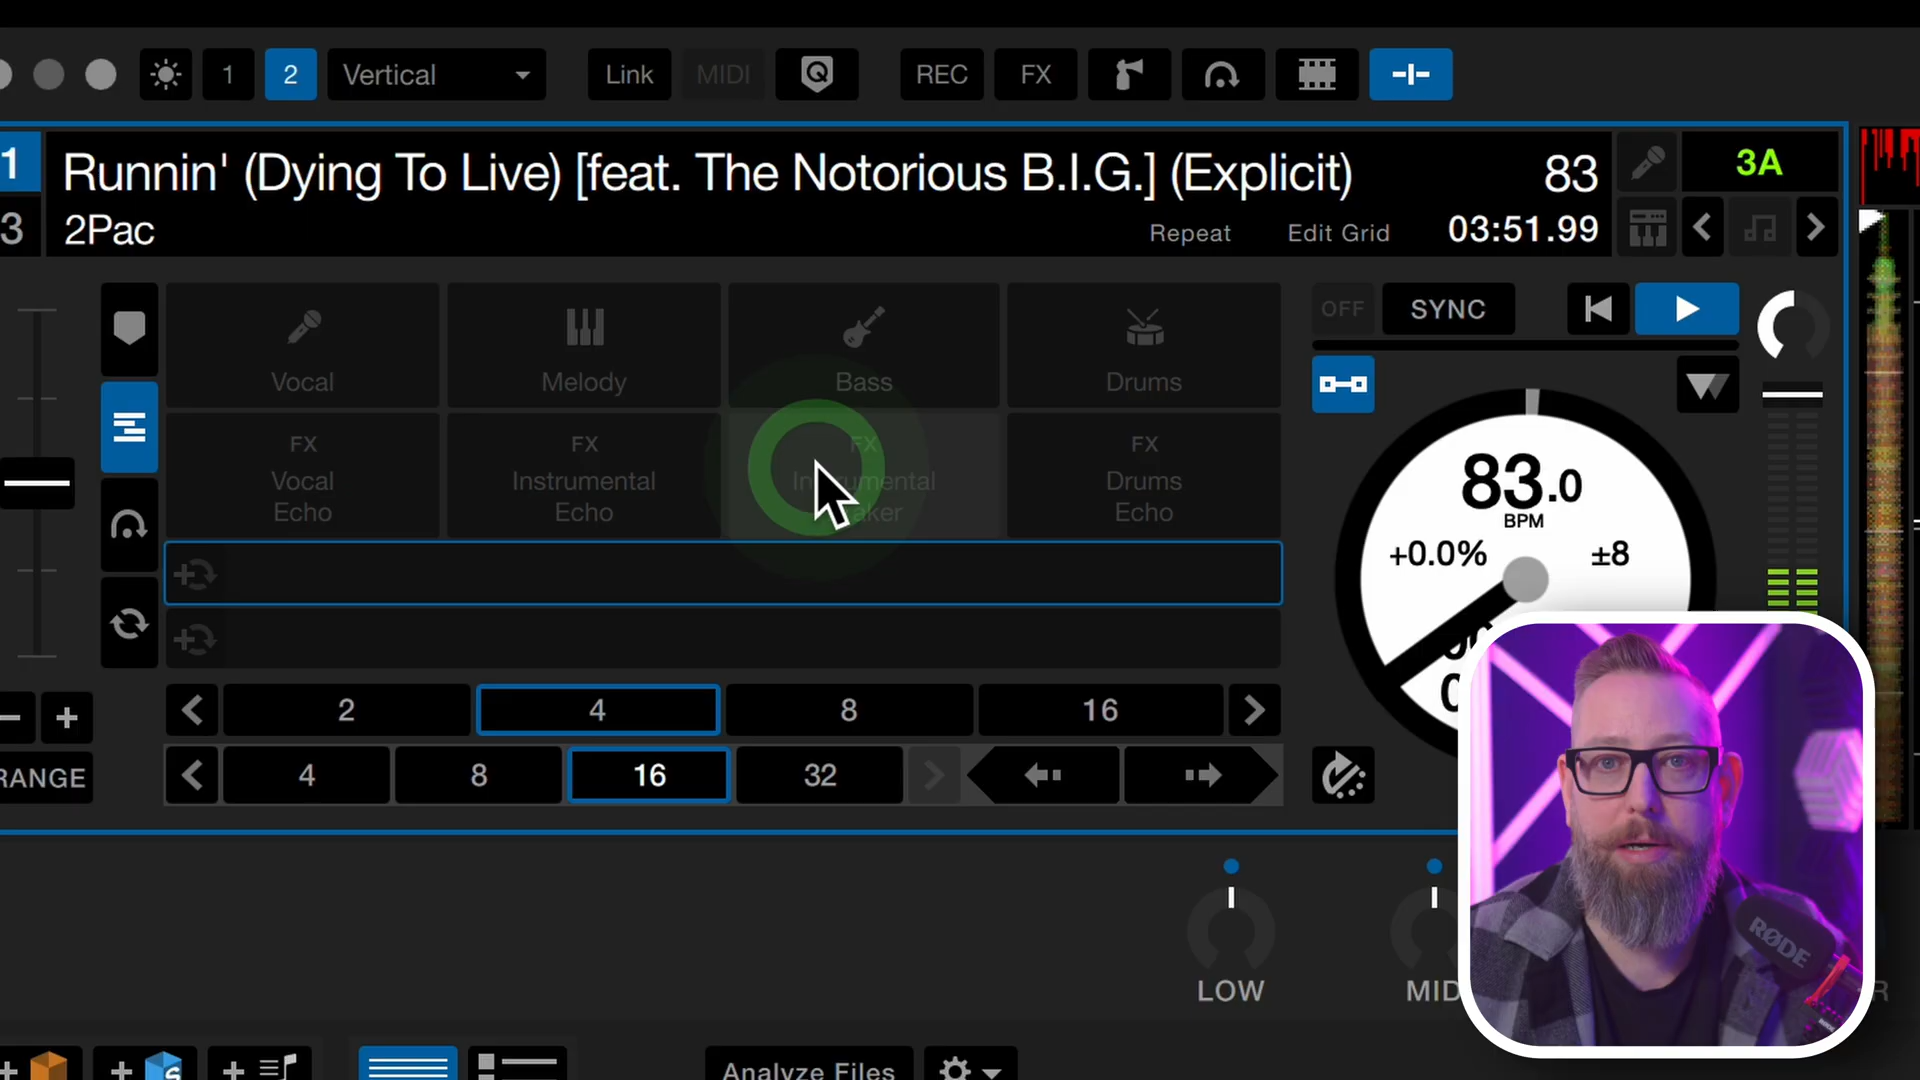 1
2
Vertical
Link
MIDI
REC
FX
1
Runnin' (Dying To Live) [feat. The Notorious B.I.G.] (Explicit)
83
3A
3
2Pac
Repeat
Edit Grid
03:51.99
Vocal
Melody
Bass
Drums
OFF
SYNC
FX
Vocal
Echo
FX
Instrumental
Echo
FX
FX
Drums
Echo
83.0
BPM
+0.0%
±8
2
4
8
16
RANGE
4
8
16
32
LOW
MID
RØDE
Analyze Files